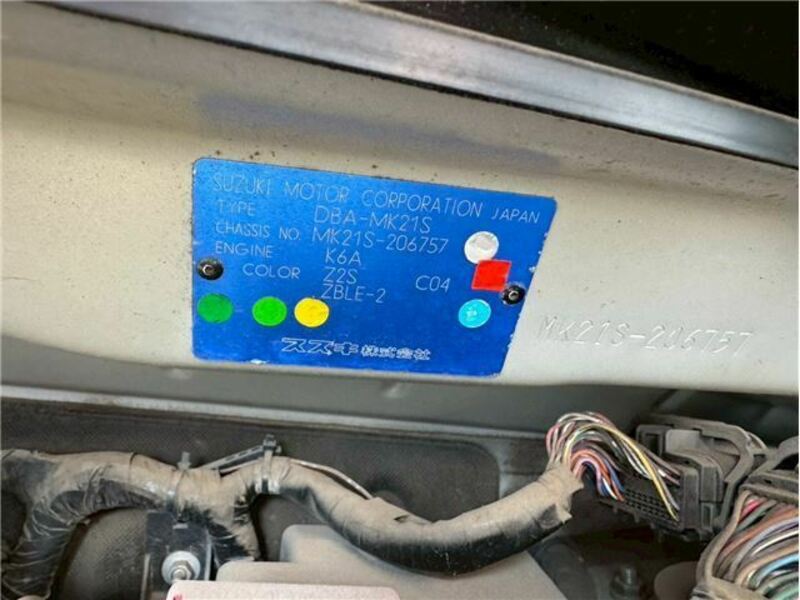 SUZUKI MOTOR CORPORATION JAPAN
TYPE DBA-MK21S
CHASSIS NO. MK21S-206757
ENGINE K6A
COLOR Z2S C04
ZBLE-2
スズキ株式会社
MK21S-206757